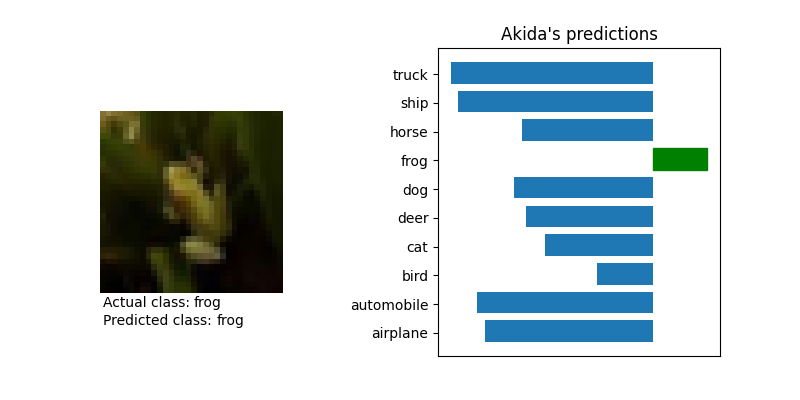 Akida's predictions
truck
ship
horse
frog
dog
deer
cat
bird
automobile
airplane
Actual class: frog
Predicted class: frog